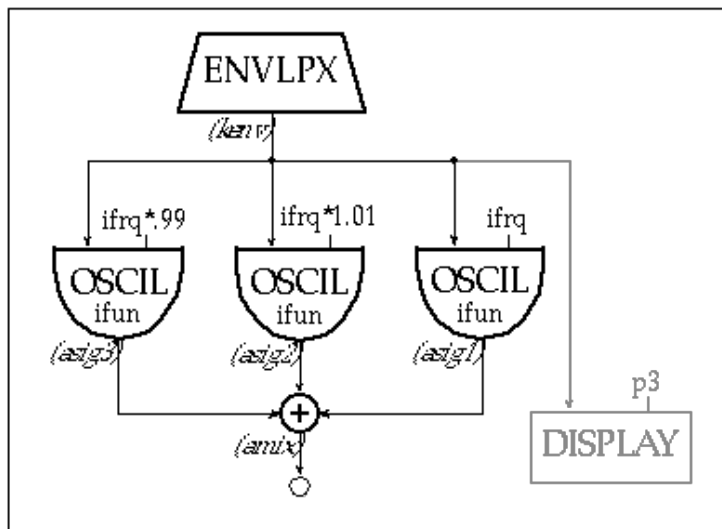 ENVLPX
(kenv)
ifrq*.99
ifrq*1.01
ifrq
OSCIL
ifun
OSCIL
ifun
OSCIL
ifun
(asig3)
(asig2)
(asig1)
p3
+
DISPLAY
(amix)